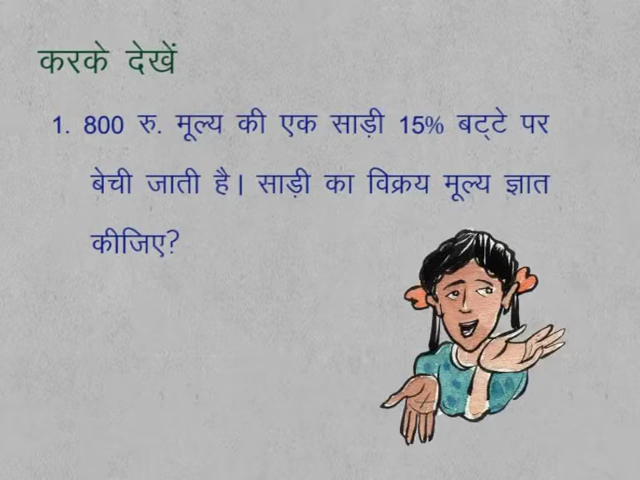 करके देखें
1. 800 रु. मूल्य की एक साड़ी 15% बट्टे पर
बेची जाती है। साड़ी का विक्रय मूल्य ज्ञात
कीजिए?